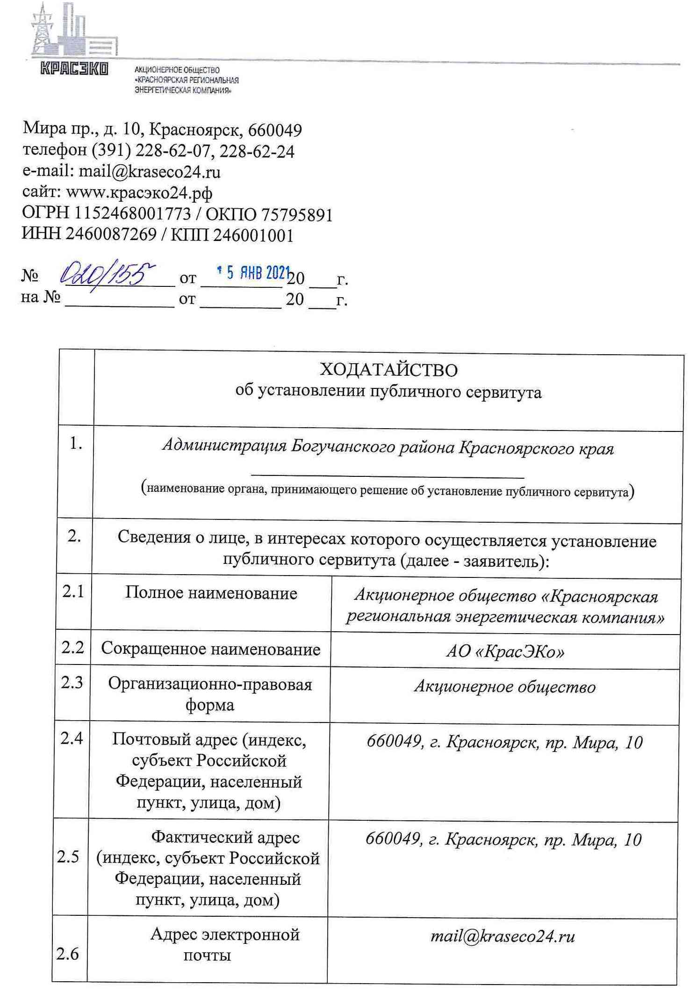 КРАСЭКО
АКЦИОНЕРНОЕ ОБЩЕСТВО
«КРАСНОЯРСКАЯ РЕГИОНАЛЬНАЯ
ЭНЕРГЕТИЧЕСКАЯ КОМПАНИЯ»
Мира пр., д. 10, Красноярск, 660049
телефон (391) 228-62-07, 228-62-24
e-mail: mail@kraseco24.ru
сайт: www.красэко24.рф
ОГРН 1152468001773 / ОКПО 75795891
ИНН 2460087269 / КПП 246001001
№ 020/155 от 15 ЯНВ 2021 20 ___г.
на № ____________ от _________ 20 ___г.
ХОДАТАЙСТВО
об установлении публичного сервитута
1. Администрация Богучанского района Красноярского края
(наименование органа, принимающего решение об установление публичного сервитута)
2. Сведения о лице, в интересах которого осуществляется установление
публичного сервитута (далее - заявитель):
2.1 Полное наименование Акционерное общество «Красноярская
региональная энергетическая компания»
2.2 Сокращенное наименование АО «КрасЭКо»
2.3 Организационно-правовая Акционерное общество
форма
2.4 Почтовый адрес (индекс, 660049, г. Красноярск, пр. Мира, 10
субъект Российской
Федерации, населенный
пункт, улица, дом)
Фактический адрес 660049, г. Красноярск, пр. Мира, 10
2.5 (индекс, субъект Российской
Федерации, населенный
пункт, улица, дом)
Адрес электронной mail@kraseco24.ru
2.6 почты